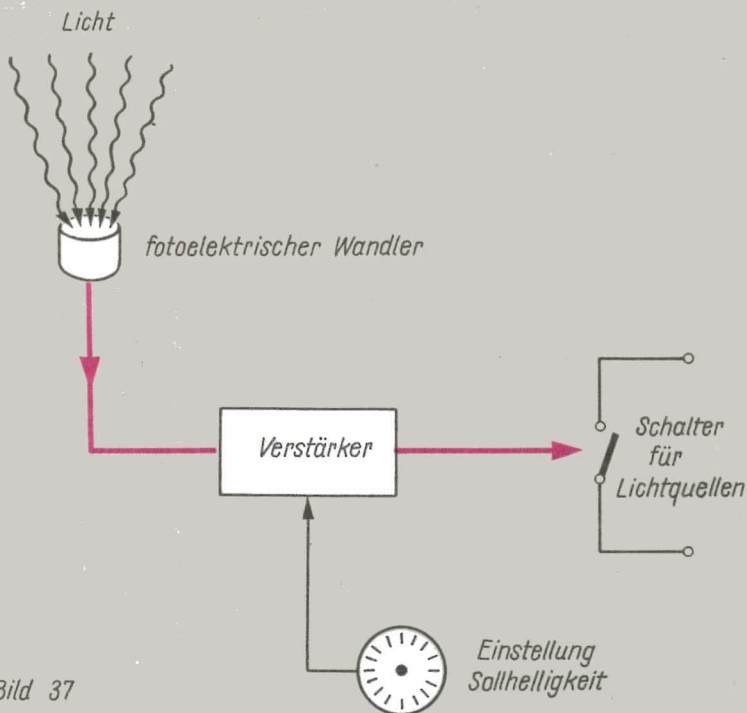 Licht
fotoelektrischer Wandler
Verstärker
Schalter
für
Lichtquellen
Einstellung
Sollhelligkeit
Bild 37